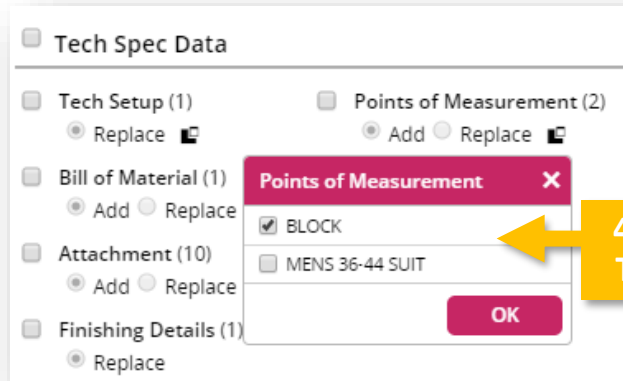 Tech Spec Data
Tech Setup (1)
Replace
Points of Measurement (2)
Add Replace
Bill of Material (1)
Add Replace
Attachment (10)
Add Replace
Finishing Details (1)
Replace
Points of Measurement
BLOCK
MENS 36-44 SUIT
OK